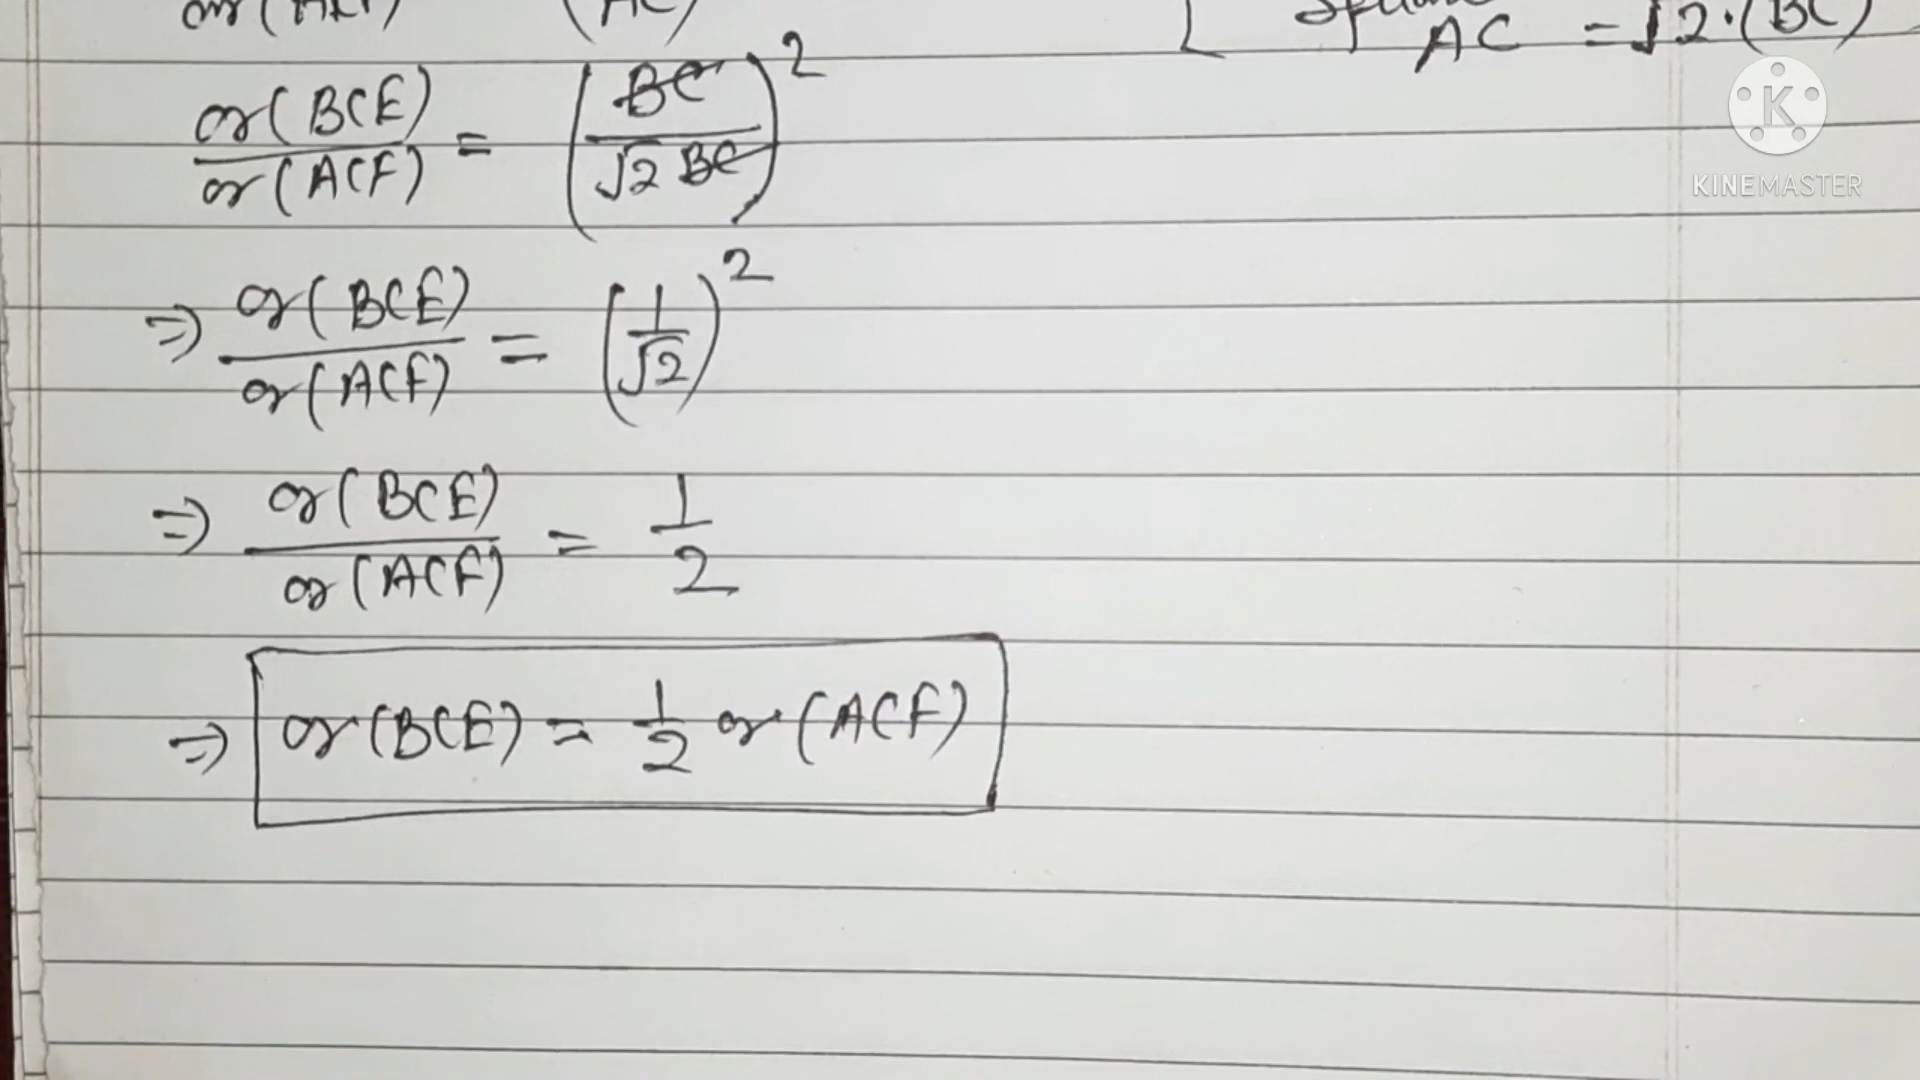 AC = √2·(BC)
ar(BCE)/ar(ACF) = (BC/√2 BC)²
⇒ ar(BCE)/ar(ACF) = (1/√2)²
⇒ ar(BCE)/ar(ACF) = 1/2
⇒ ar(BCE) = 1/2 ar(ACF)
K
KINEMASTER